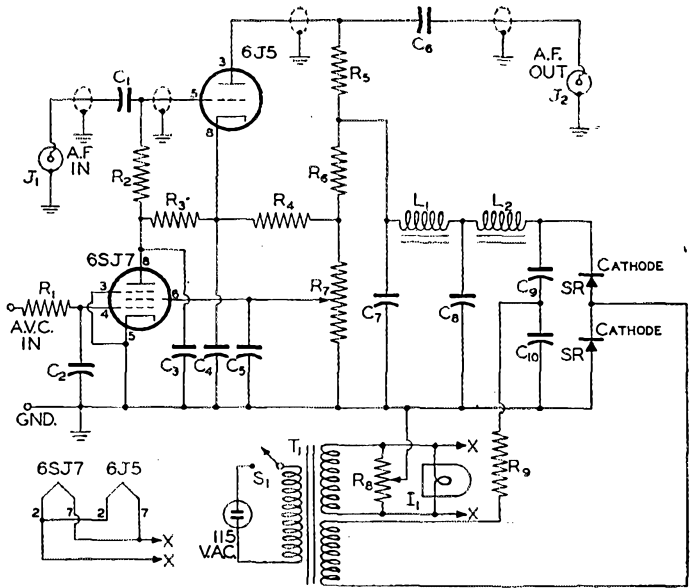 C6
3
6J5
C1
5
8
R5
A.F.
OUT
J2
J1
A.F
IN
R2
R3
R4
R6
L1
L2
6SJ7
8
R1
3
4
6
5
R7
A.V.C.
IN
C2
C3
C4
C5
C7
C8
C9
C10
CATHODE
SR
CATHODE
SR
GND.
6SJ7
6J5
2
7
2
7
X
X
S1
T1
115
V.AC.
R8
I1
X
X
R9